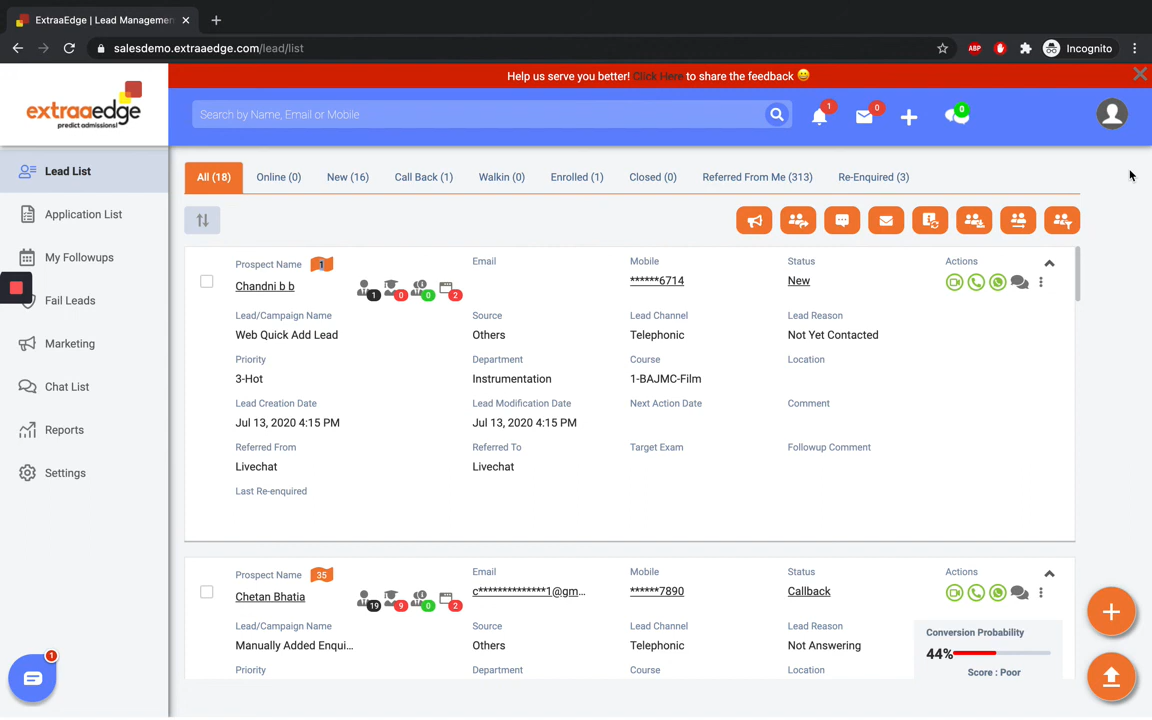 ExtraaEdge | Lead Managemen
salesdemo.extraaedge.com/lead/list
ABP
Incognito
Help us serve you better! Click Here to share the feedback
extraaedge
predict admissions!
Search by Name, Email or Mobile
1
0
0
Lead List
Application List
My Followups
Fail Leads
Marketing
Chat List
Reports
Settings
1
All (18)
Online (0)
New (16)
Call Back (1)
Walkin (0)
Enrolled (1)
Closed (0)
Referred From Me (313)
Re-Enquired (3)
Prospect Name 1
Email
Mobile
Status
Actions
Chandni b b
1 0 0 2
******6714
New
Lead/Campaign Name
Source
Lead Channel
Lead Reason
Web Quick Add Lead
Others
Telephonic
Not Yet Contacted
Priority
Department
Course
Location
3-Hot
Instrumentation
1-BAJMC-Film
Lead Creation Date
Lead Modification Date
Next Action Date
Comment
Jul 13, 2020 4:15 PM
Jul 13, 2020 4:15 PM
Referred From
Referred To
Target Exam
Followup Comment
Livechat
Livechat
Last Re-enquired
Prospect Name 35
Email
Mobile
Status
Actions
Chetan Bhatia
19 9 0 2
c**************1@gm...
******7890
Callback
Lead/Campaign Name
Source
Lead Channel
Lead Reason
Manually Added Enqui...
Others
Telephonic
Not Answering
Priority
Department
Course
Location
Conversion Probability
44%
Score : Poor